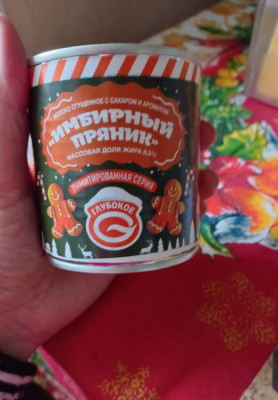 МОЛОКО СГУЩЕННОЕ С САХАРОМ И АРОМАТОМ
«ИМБИРНЫЙ
ПРЯНИК»
МАССОВАЯ ДОЛЯ ЖИРА 8,5%
ЛИМИТИРОВАННАЯ СЕРИЯ
ГЛУБОКОЕ